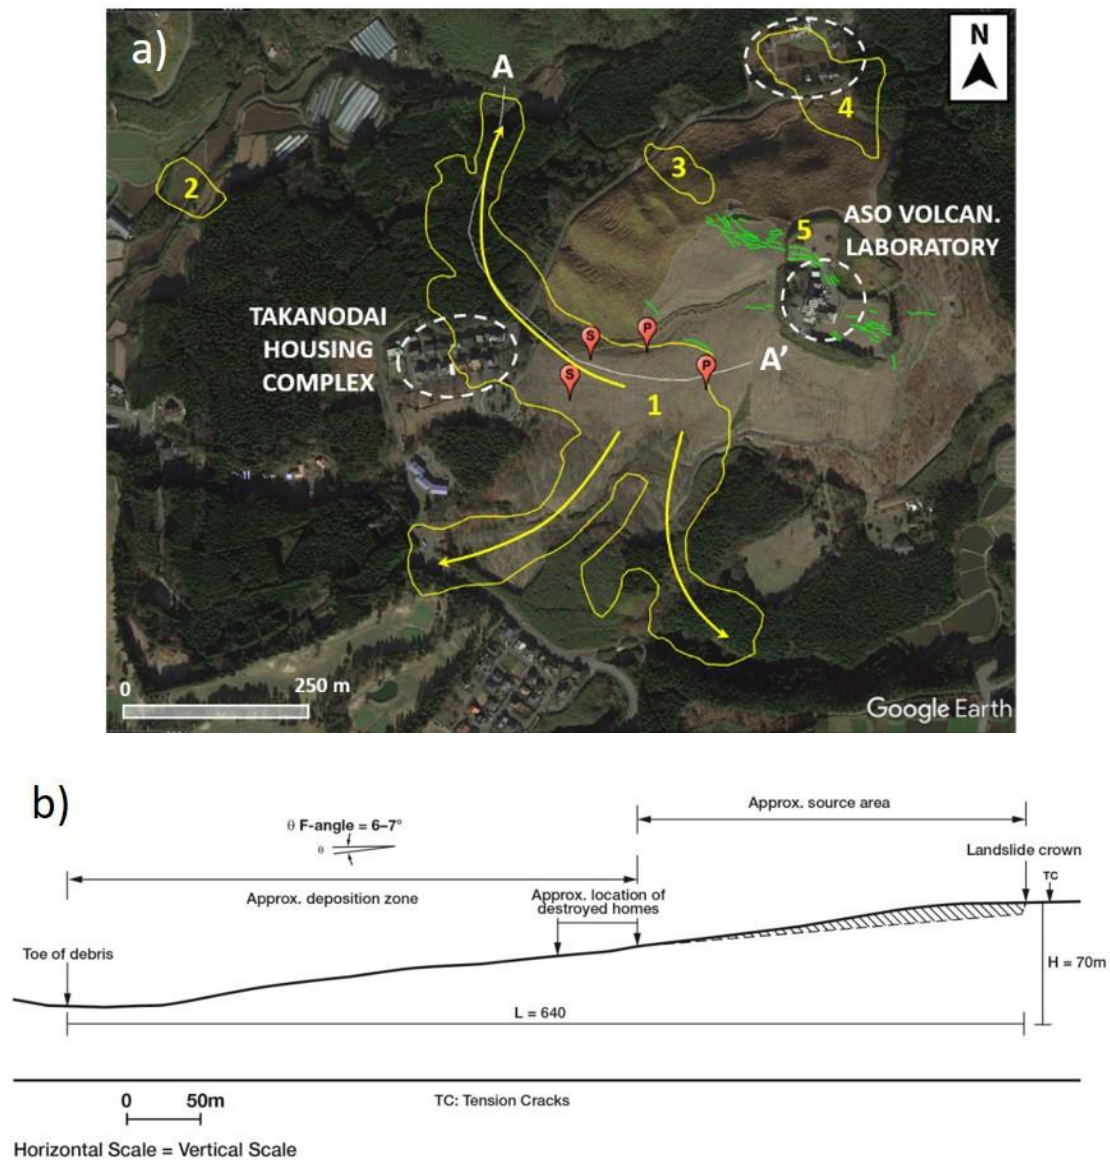 a)
N
A
4
3
2
5
ASO VOLCAN.
LABORATORY
TAKANODAI
HOUSING
COMPLEX
S
P
S
P
A'
1
0
250 m
Google Earth
b)
Approx. source area
θ F-angle = 6–7°
θ
Landslide crown
TC
Approx. deposition zone
Approx. location of
destroyed homes
Toe of debris
H = 70m
L = 640
0
50m
TC: Tension Cracks
Horizontal Scale = Vertical Scale